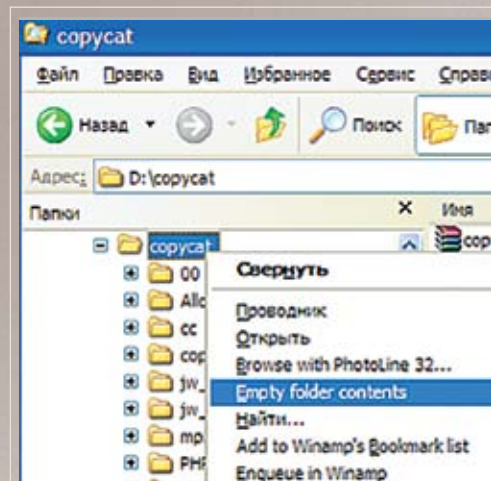 copycat
Файл Правка Вид Избранное Сервис
Назад Поиск
Адрес: D:\copycat
Папки Имя
copycat
00
cc
Свернуть
Проводник
Открыть
Browse with PhotoLine 32...
Empty folder contents
Найти...
Add to Winamp's Bookmark list
Enqueue in Winamp